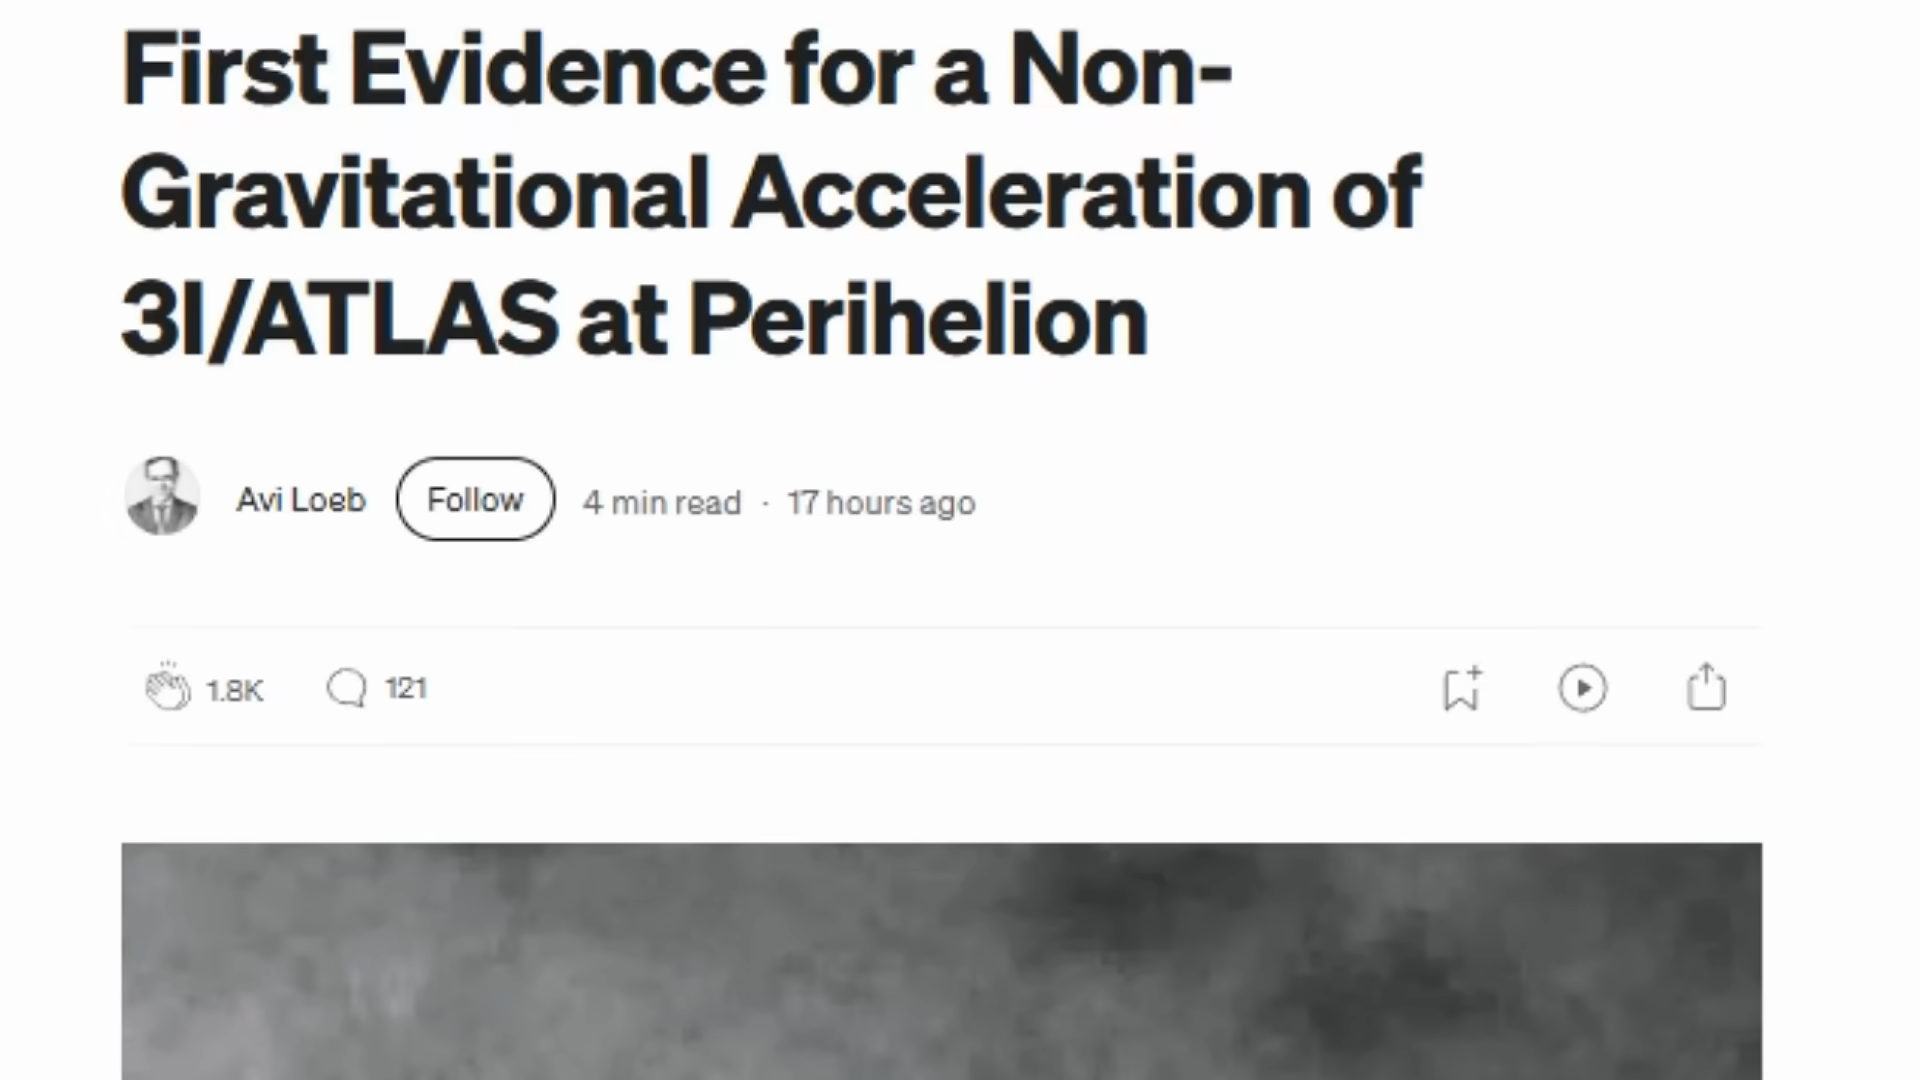 First Evidence for a Non-
Gravitational Acceleration of
3I/ATLAS at Perihelion
Avi Loeb Follow 4 min read · 17 hours ago
1.8K 121